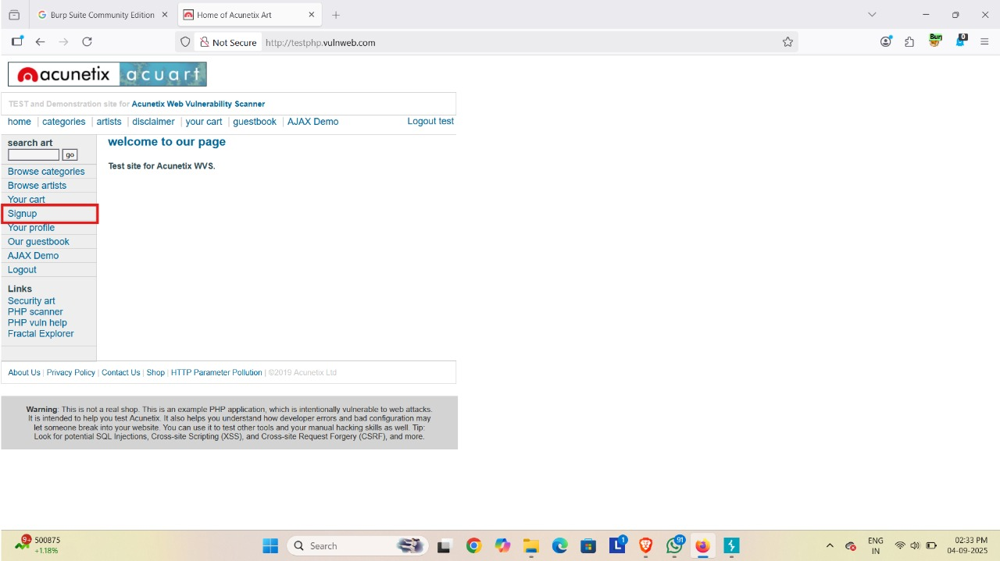 Burp Suite Community Edition
Home of Acunetix Art
Not Secure
http://testphp.vulnweb.com
Bur
0
acunetix acuart
TEST and Demonstration site for Acunetix Web Vulnerability Scanner
home | categories | artists | disclaimer | your cart | guestbook | AJAX Demo
Logout test
search art
go
Browse categories
Browse artists
Your cart
Signup
Your profile
Our guestbook
AJAX Demo
Logout
Links
Security art
PHP scanner
PHP vuln help
Fractal Explorer
welcome to our page
Test site for Acunetix WVS.
About Us | Privacy Policy | Contact Us | Shop | HTTP Parameter Pollution | ©2019 Acunetix Ltd
Warning: This is not a real shop. This is an example PHP application, which is intentionally vulnerable to web attacks.
It is intended to help you test Acunetix. It also helps you understand how developer errors and bad configuration may
let someone break into your website. You can use it to test other tools and your manual hacking skills as well. Tip:
Look for potential SQL Injections, Cross-site Scripting (XSS), and Cross-site Request Forgery (CSRF), and more.
9+
500875
+1.18%
Search
L
1
91
ENG
IN
02:33 PM
04-09-2025